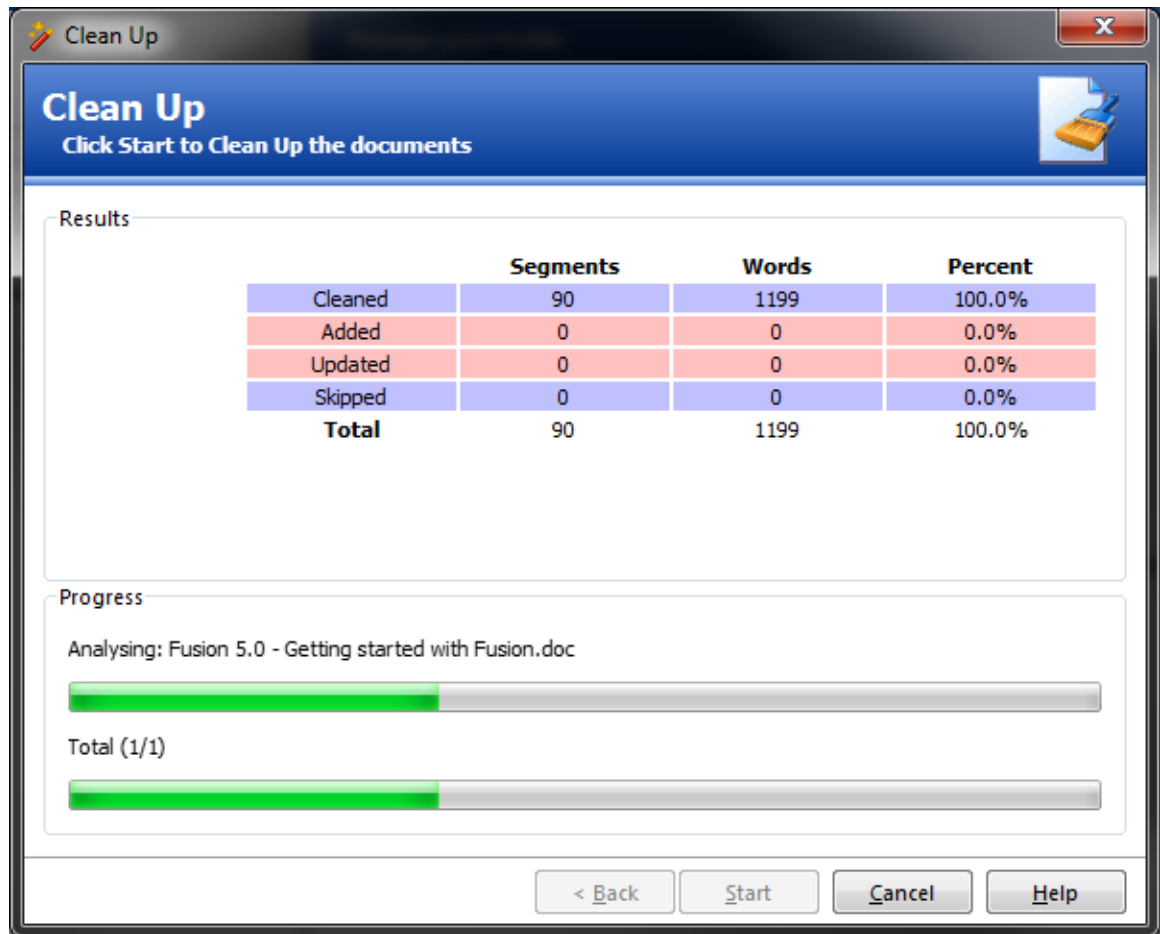 Clean Up
Clean Up
Click Start to Clean Up the documents
Results
Segments Words Percent
Cleaned 90 1199 100.0%
Added 0 0 0.0%
Updated 0 0 0.0%
Skipped 0 0 0.0%
Total 90 1199 100.0%
Progress
Analysing: Fusion 5.0 - Getting started with Fusion.doc
Total (1/1)
< Back Start Cancel Help